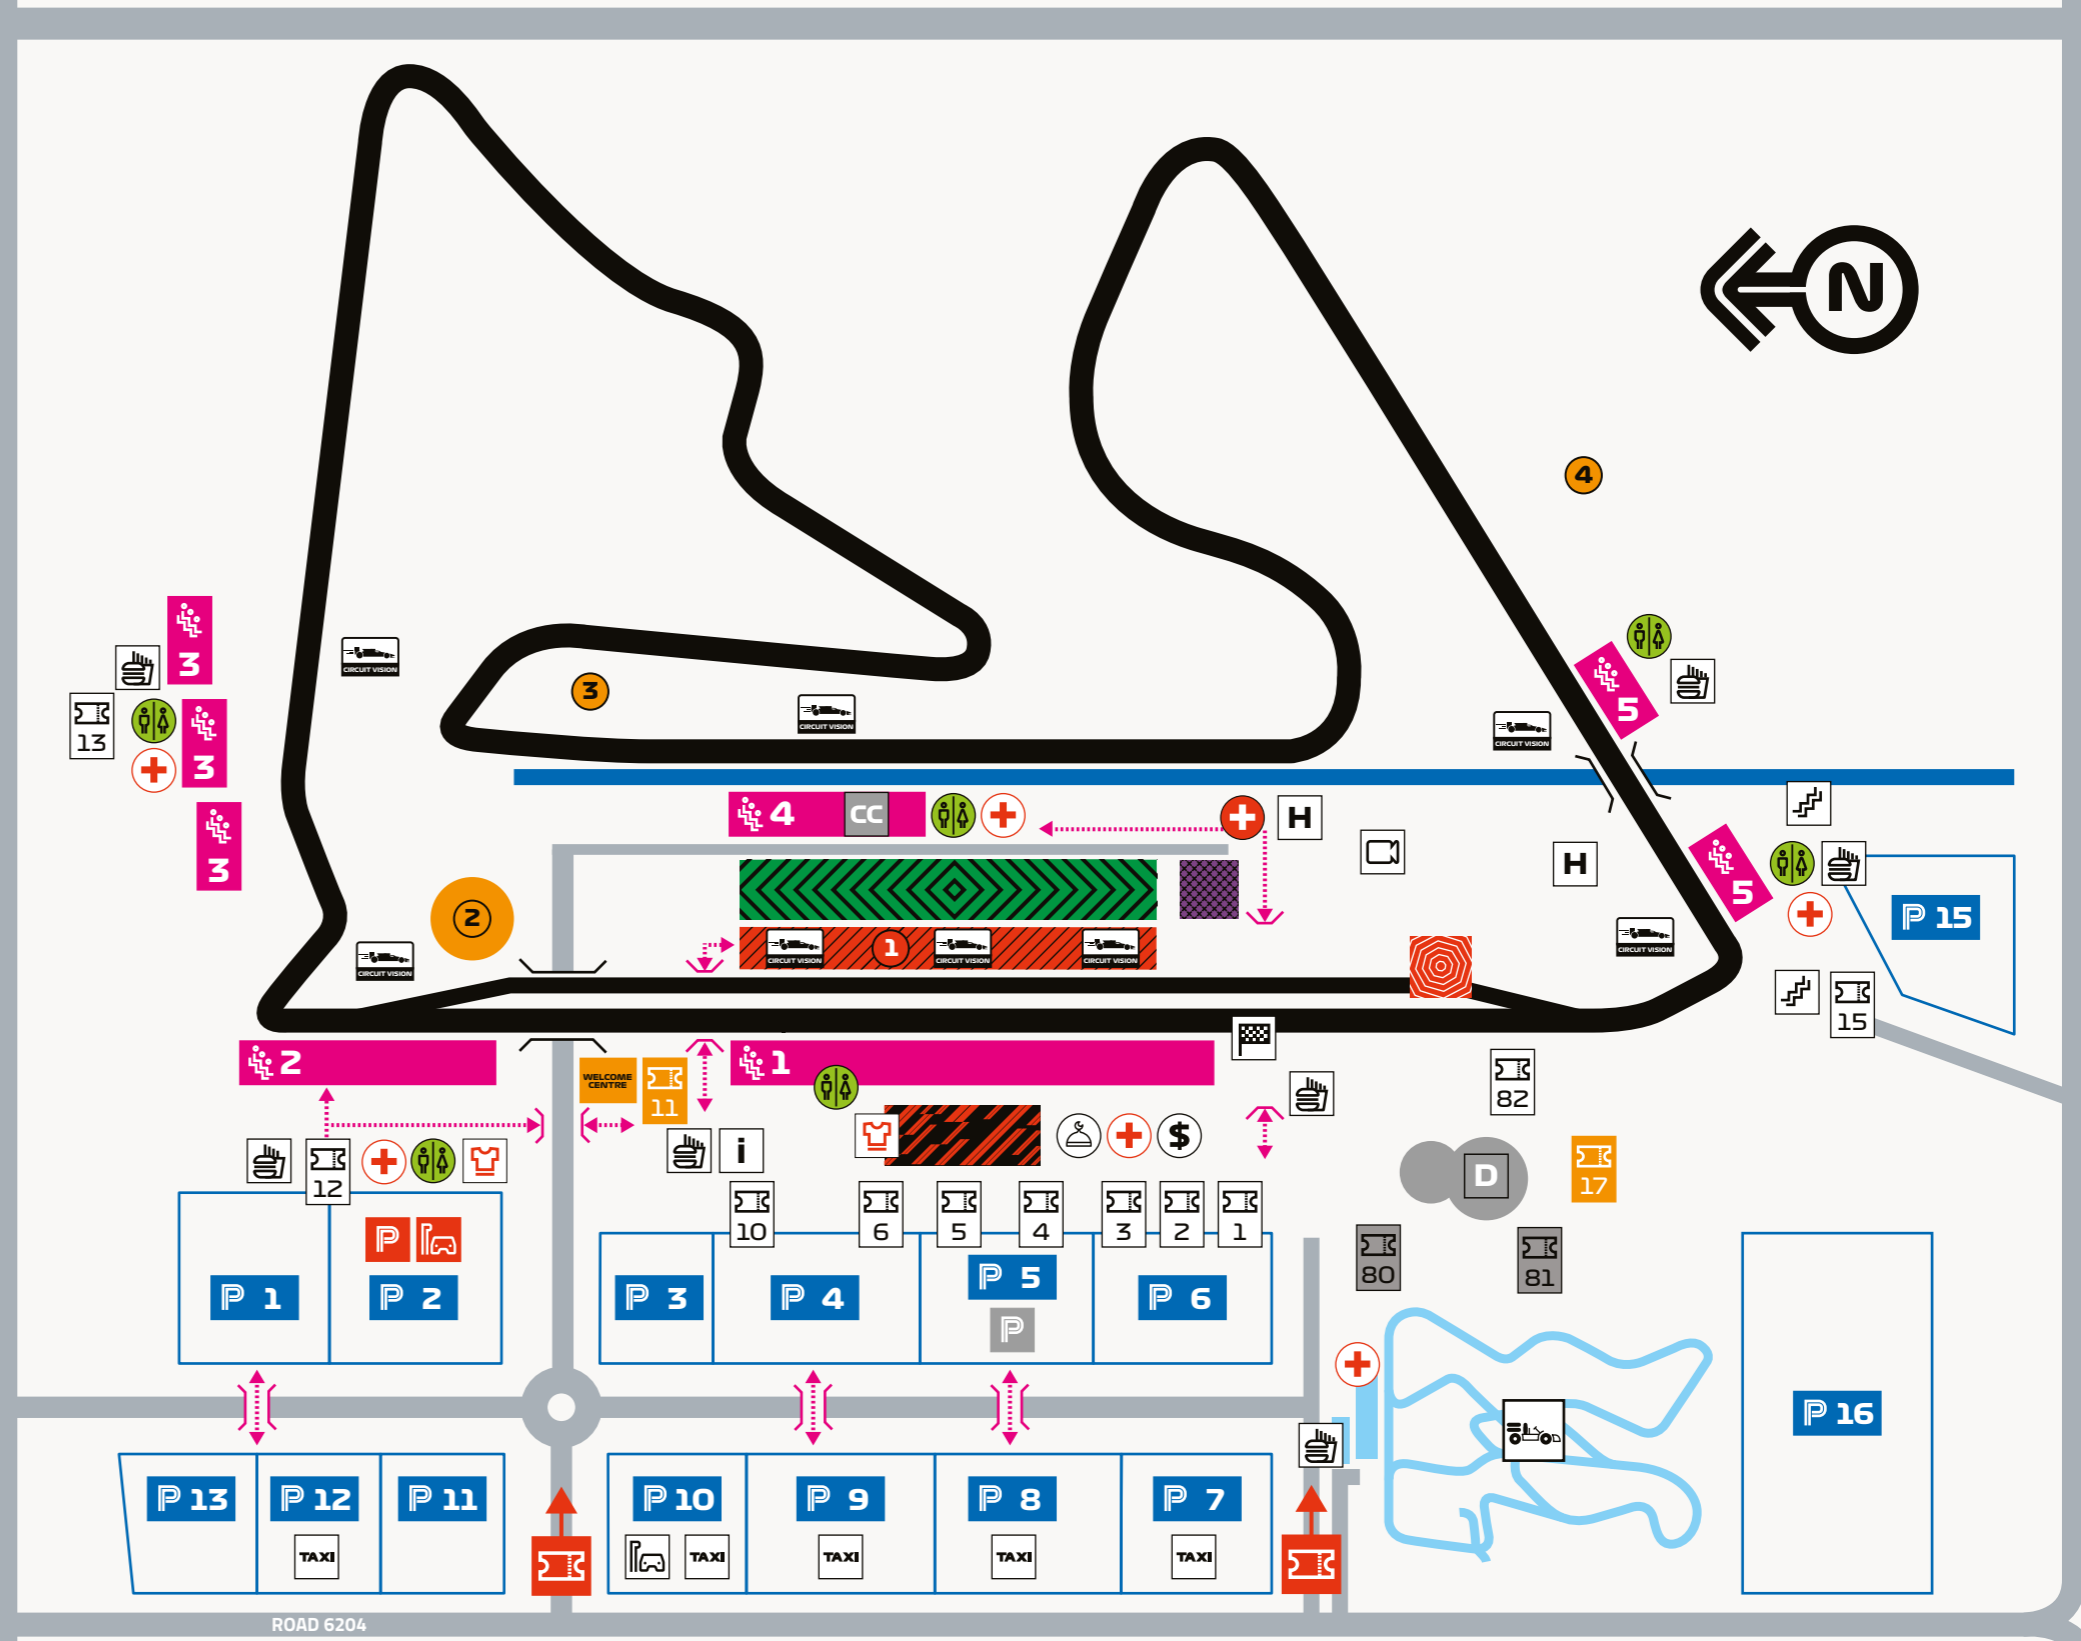 N
4
3
3
13
CIRCUIT VISION
3
CIRCUIT VISION
5
CIRCUIT VISION
3
3
4
CC
H
H
5
P 15
2
1
CIRCUIT VISION
CIRCUIT VISION
CIRCUIT VISION
CIRCUIT VISION
CIRCUIT VISION
15
2
WELCOME
CENTRE
11
1
82
i
$
12
D
17
10
6
5
4
3
2
1
80
81
P
P 1
P 2
P 3
P 4
P 5
P
P 6
P 16
P 13
P 12
P 11
P 10
P 9
P 8
P 7
TAXI
TAXI
TAXI
TAXI
TAXI
ROAD 6204